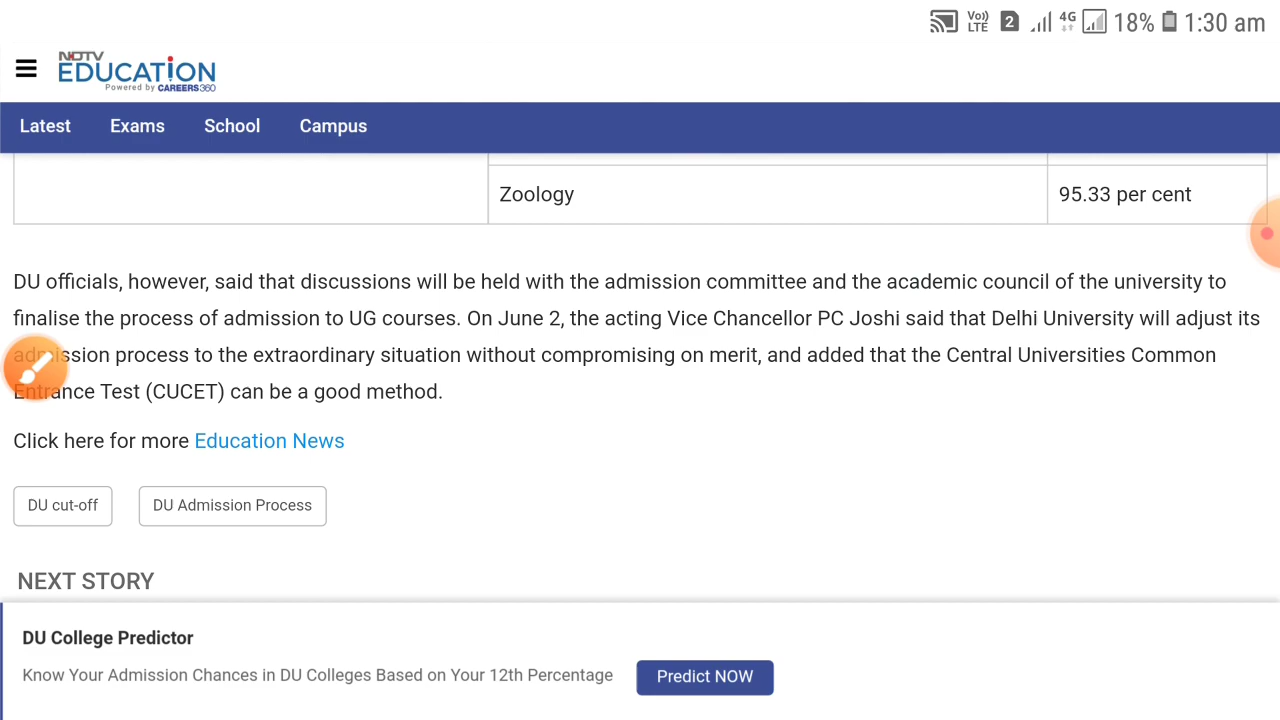 Vo)) LTE 2 4G 18% 1:30 am
NDTV
EDUCATION
Powered by CAREERS360
Latest Exams School Campus
Zoology 95.33 per cent
DU officials, however, said that discussions will be held with the admission committee and the academic council of the university to
finalise the process of admission to UG courses. On June 2, the acting Vice Chancellor PC Joshi said that Delhi University will adjust its
admission process to the extraordinary situation without compromising on merit, and added that the Central Universities Common
Entrance Test (CUCET) can be a good method.
Click here for more Education News
DU cut-off DU Admission Process
NEXT STORY
DU College Predictor
Know Your Admission Chances in DU Colleges Based on Your 12th Percentage Predict NOW